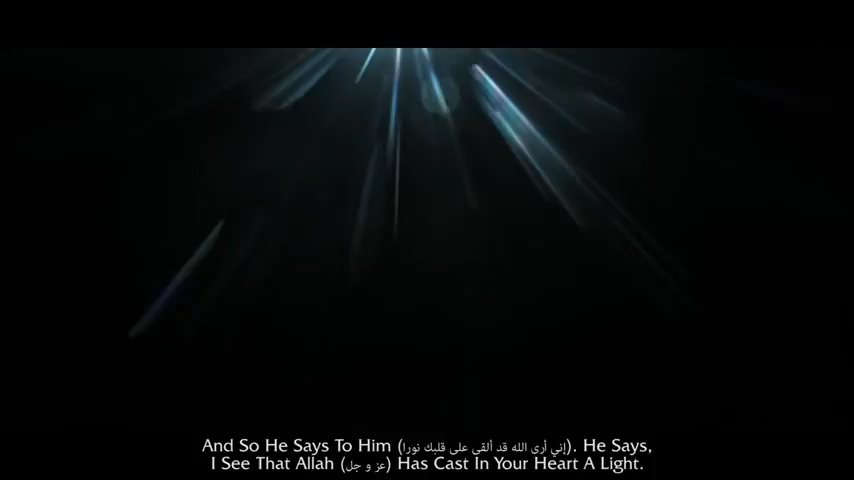 And So He Says To Him (إني أرى الله قد ألقى على قلبك نورا). He Says,
I See That Allah (عز و جل) Has Cast In Your Heart A Light.